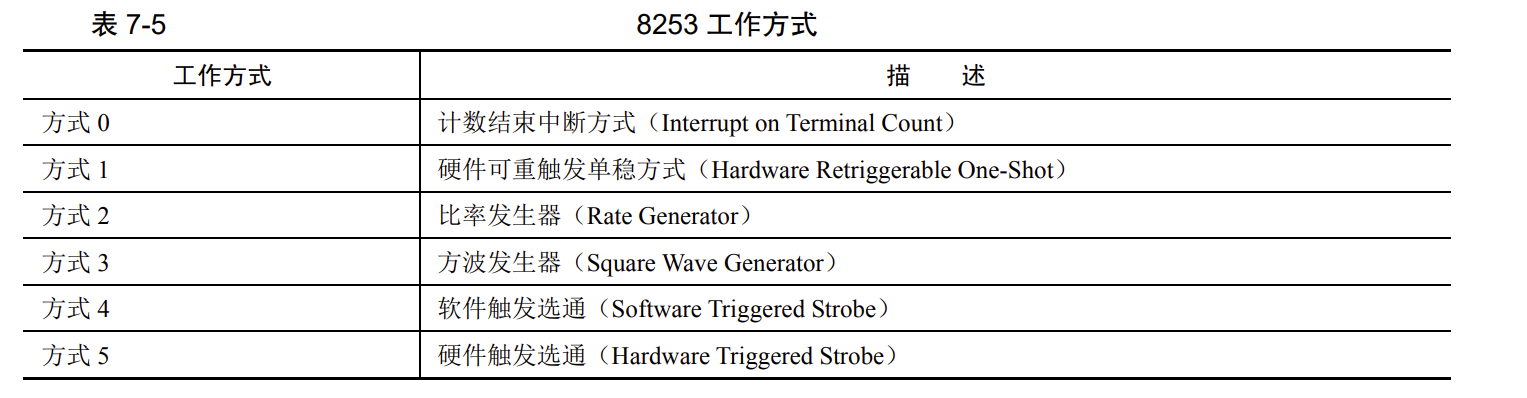 表 7-5 8253 工作方式
工作方式 描 述
方式 0 计数结束中断方式（Interrupt on Terminal Count）
方式 1 硬件可重触发单稳方式（Hardware Retriggerable One-Shot）
方式 2 比率发生器（Rate Generator）
方式 3 方波发生器（Square Wave Generator）
方式 4 软件触发选通（Software Triggered Strobe）
方式 5 硬件触发选通（Hardware Triggered Strobe）